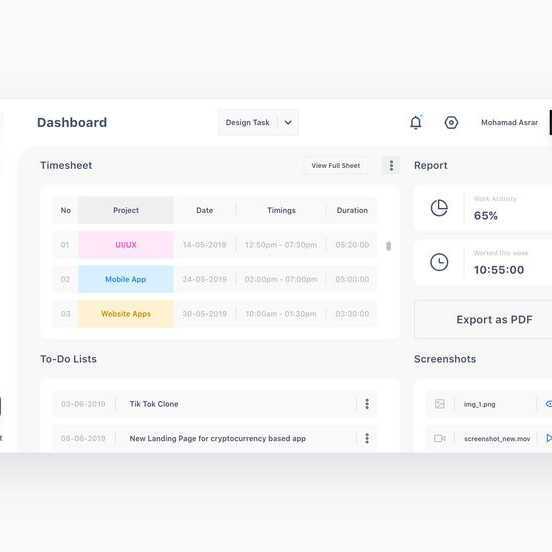 Dashboard
Design Task
Mohamad Asrar
Timesheet
View Full Sheet
No Project Date Timings Duration
01 UI/UX 14-05-2019 12:50pm - 07:30pm 05:20:00
02 Mobile App 24-05-2019 02:00pm - 07:00pm 05:00:00
03 Website Apps 30-05-2019 10:00am - 01:30pm 03:30:00
Report
Work Activity
65%
Worked this week
10:55:00
Export as PDF
To-Do Lists
03-06-2019 Tik Tok Clone
08-06-2019 New Landing Page for cryptocurrency based app
Screenshots
img_1.png
screenshot_new.mov